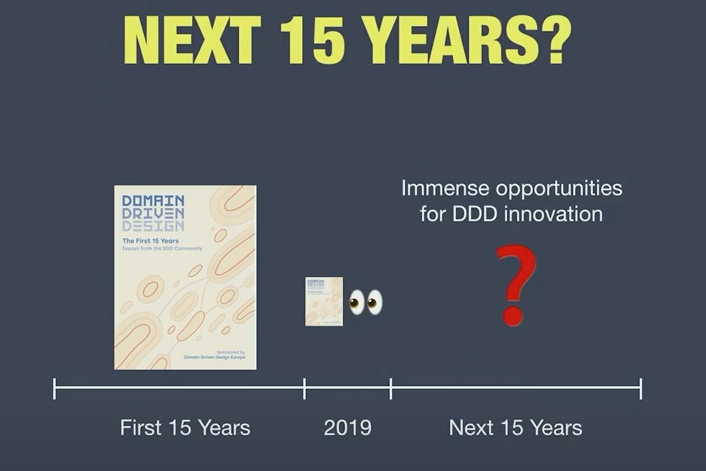 NEXT 15 YEARS?
DOMAIN
DRIVEN
DESIGN
The First 15 Years
Essays from the DDD Community
Sponsored by
Domain-Driven Design Europe
Immense opportunities
for DDD innovation
?
First 15 Years
2019
Next 15 Years